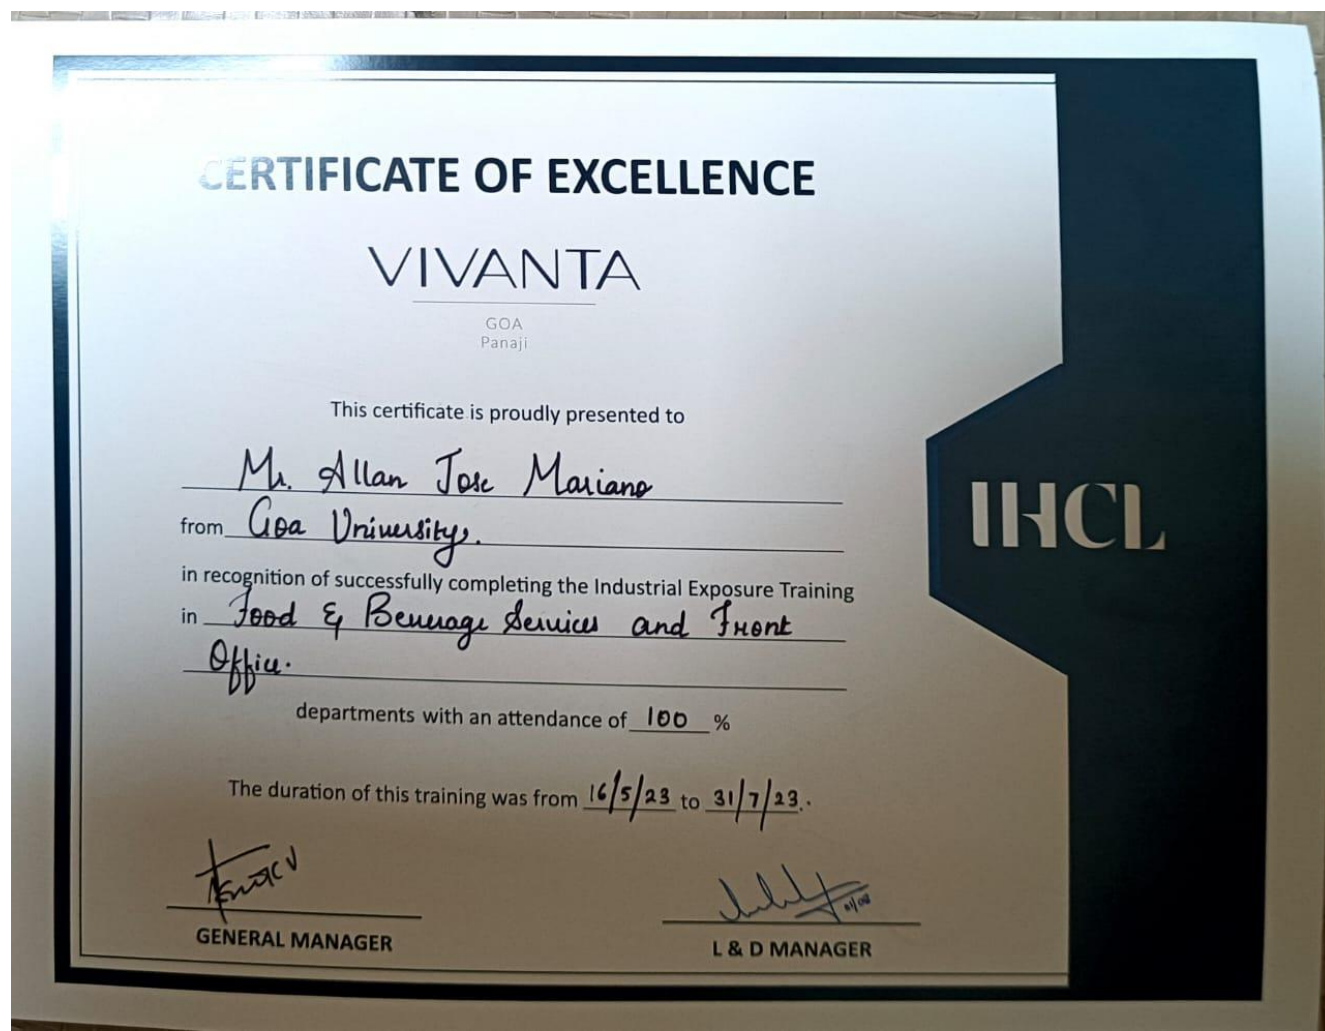 CERTIFICATE OF EXCELLENCE
VIVANTA
GOA
Panaji
This certificate is proudly presented to
Mr. Allan Jose Mariano
from Goa University.
in recognition of successfully completing the Industrial Exposure Training
in Food & Beverage Services and Front
Office.
departments with an attendance of 100 %
The duration of this training was from 16/5/23 to 31/7/23.
GENERAL MANAGER
L & D MANAGER
IHCL